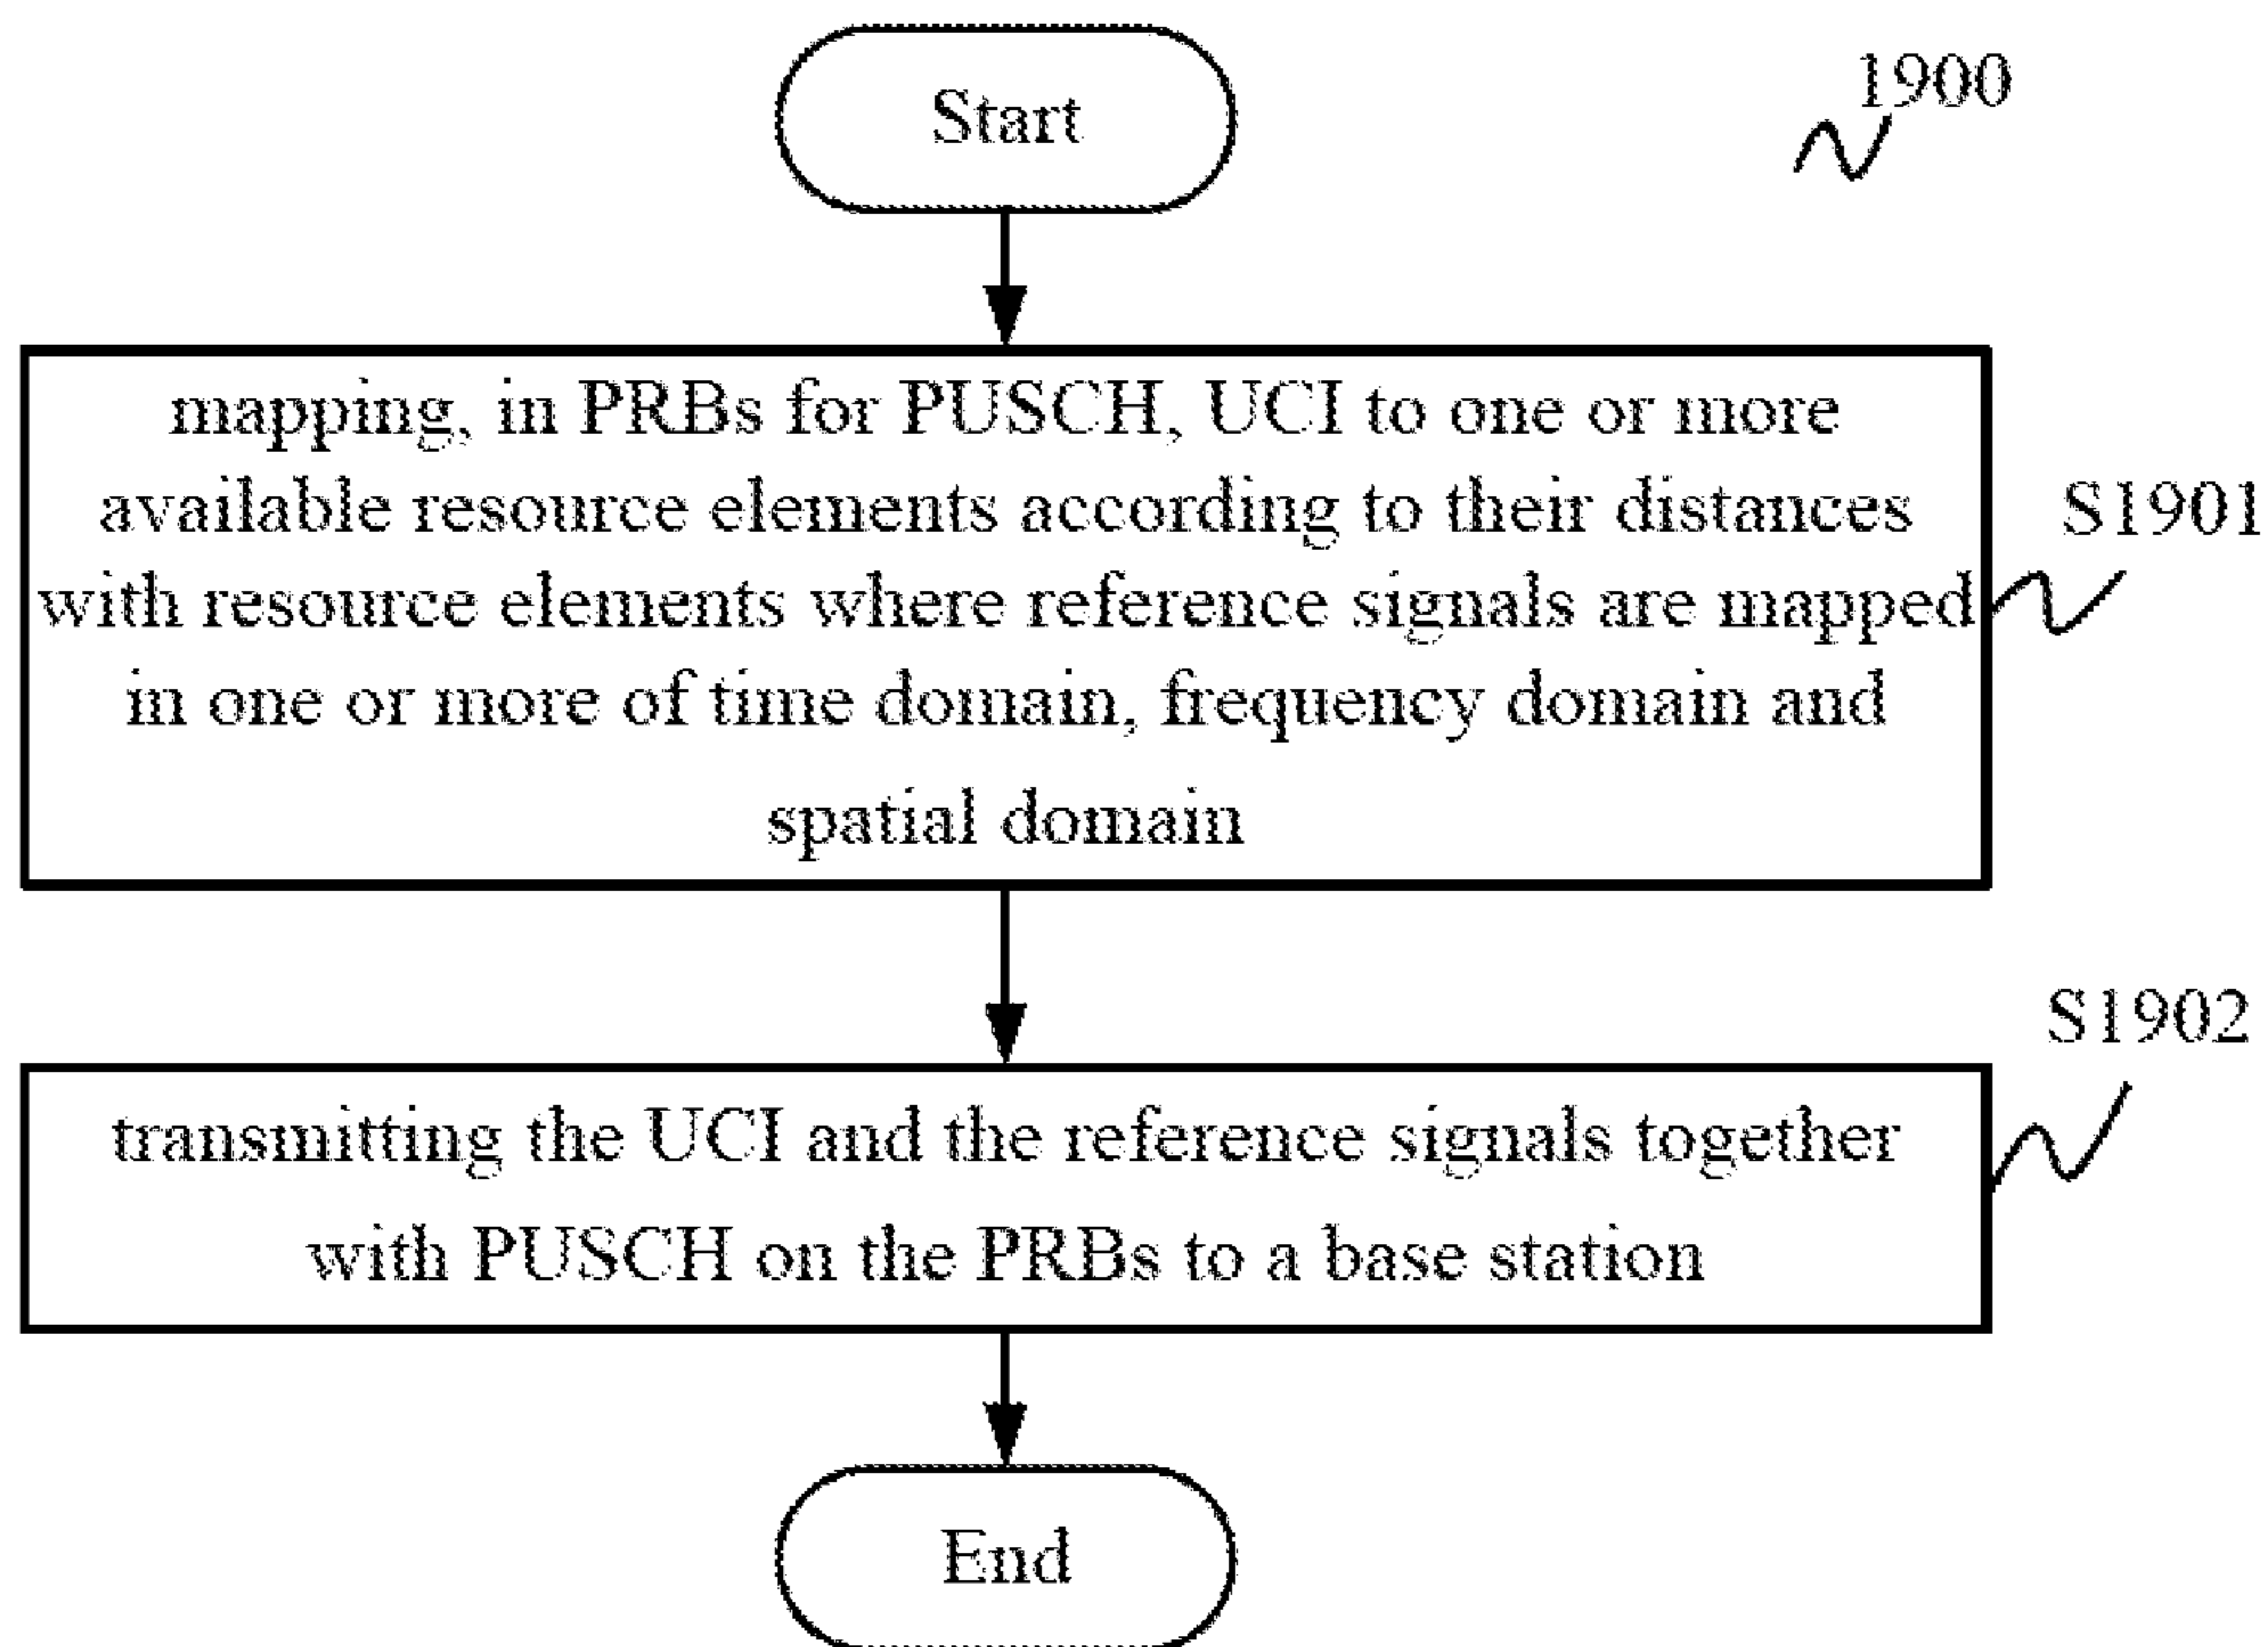 Start
1900
mapping, in PRBs for PUSCH, UCI to one or more
available resource elements according to their distances
with resource elements where reference signals are mapped
in one or more of time domain, frequency domain and
spatial domain
S1901
S1902
transmitting the UCI and the reference signals together
with PUSCH on the PRBs to a base station
End